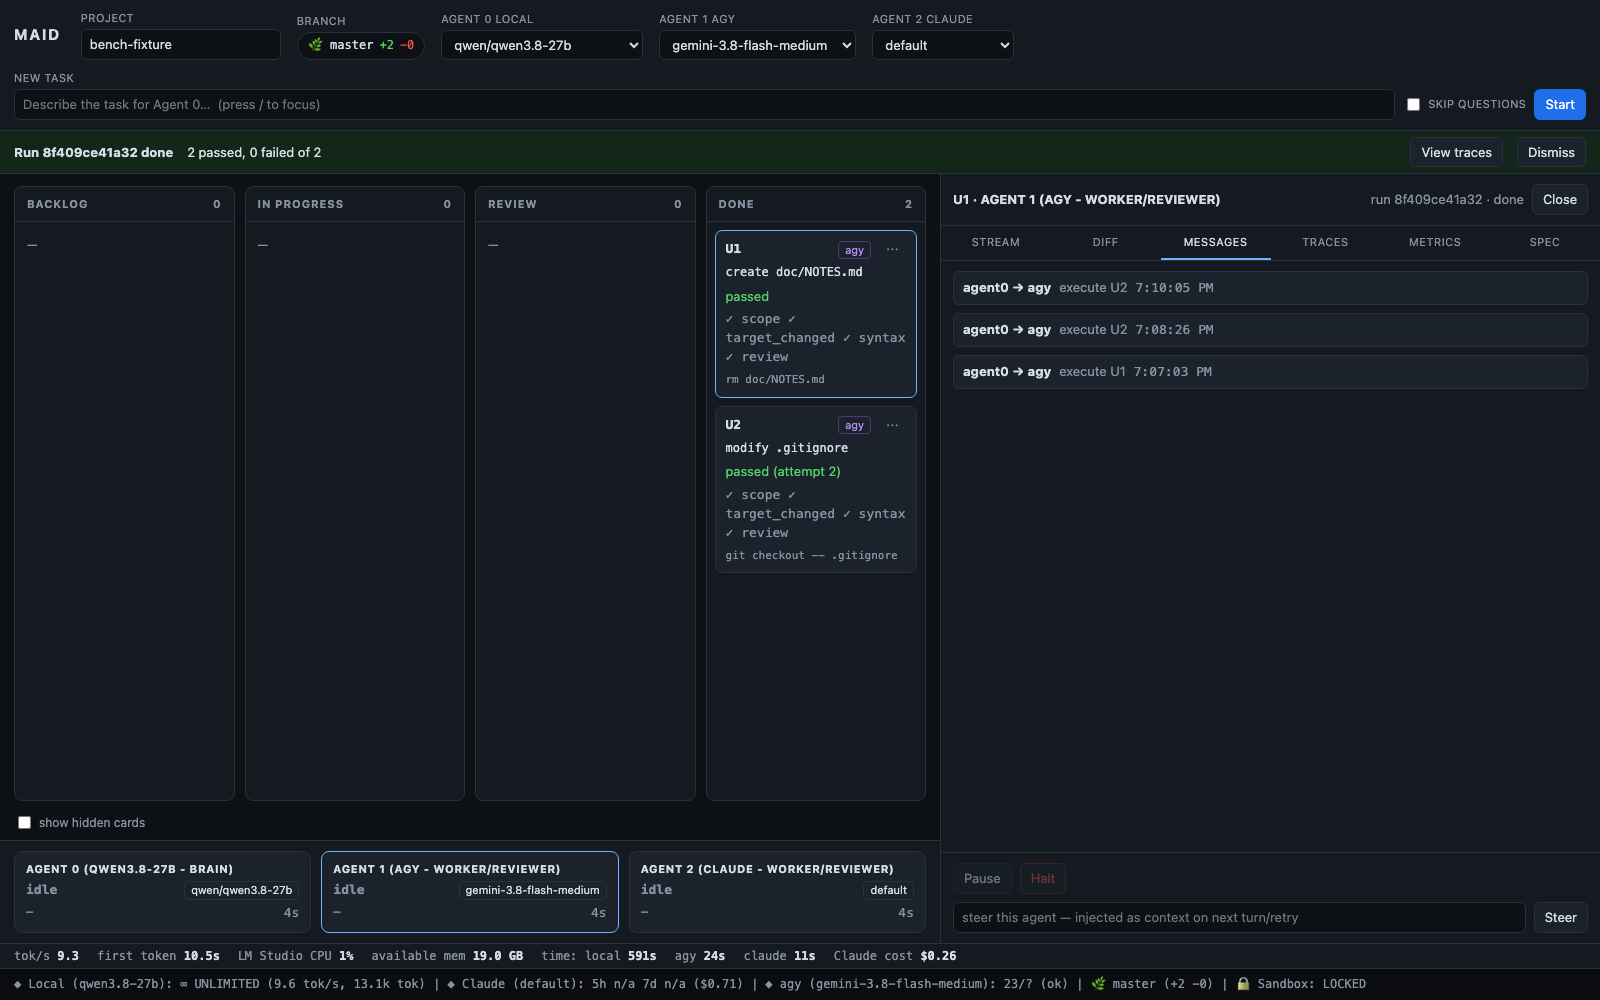 MAID
PROJECT
bench-fixture
BRANCH
master +2 −0
AGENT 0 LOCAL
qwen/qwen3.8-27b
AGENT 1 AGY
gemini-3.8-flash-medium
AGENT 2 CLAUDE
default
NEW TASK
Describe the task for Agent 0... (press / to focus)
SKIP QUESTIONS
Start
Run 8f409ce41a32 done 2 passed, 0 failed of 2
View traces
Dismiss
BACKLOG 0
—
IN PROGRESS 0
—
REVIEW 0
—
DONE 2
U1 agy ···
create doc/NOTES.md
passed
✓ scope ✓
target_changed ✓ syntax
✓ review
rm doc/NOTES.md
U2 agy ···
modify .gitignore
passed (attempt 2)
✓ scope ✓
target_changed ✓ syntax
✓ review
git checkout –– .gitignore
show hidden cards
AGENT 0 (QWEN3.8-27B - BRAIN)
idle qwen/qwen3.8-27b
— 4s
AGENT 1 (AGY - WORKER/REVIEWER)
idle gemini-3.8-flash-medium
— 4s
AGENT 2 (CLAUDE - WORKER/REVIEWER)
idle default
— 4s
U1 · AGENT 1 (AGY - WORKER/REVIEWER)
run 8f409ce41a32 · done
Close
STREAM DIFF MESSAGES TRACES METRICS SPEC
agent0 → agy execute U2 7:10:05 PM
agent0 → agy execute U2 7:08:26 PM
agent0 → agy execute U1 7:07:03 PM
Pause
Halt
steer this agent — injected as context on next turn/retry
Steer
tok/s 9.3 first token 10.5s LM Studio CPU 1% available mem 19.0 GB time: local 591s agy 24s claude 11s Claude cost $0.26
◆ Local (qwen3.8-27b): ∞ UNLIMITED (9.6 tok/s, 13.1k tok) | ◆ Claude (default): 5h n/a 7d n/a ($0.71) | ◆ agy (gemini-3.8-flash-medium): 23/? (ok) | 🌿 master (+2 −0) | 🔒 Sandbox: LOCKED